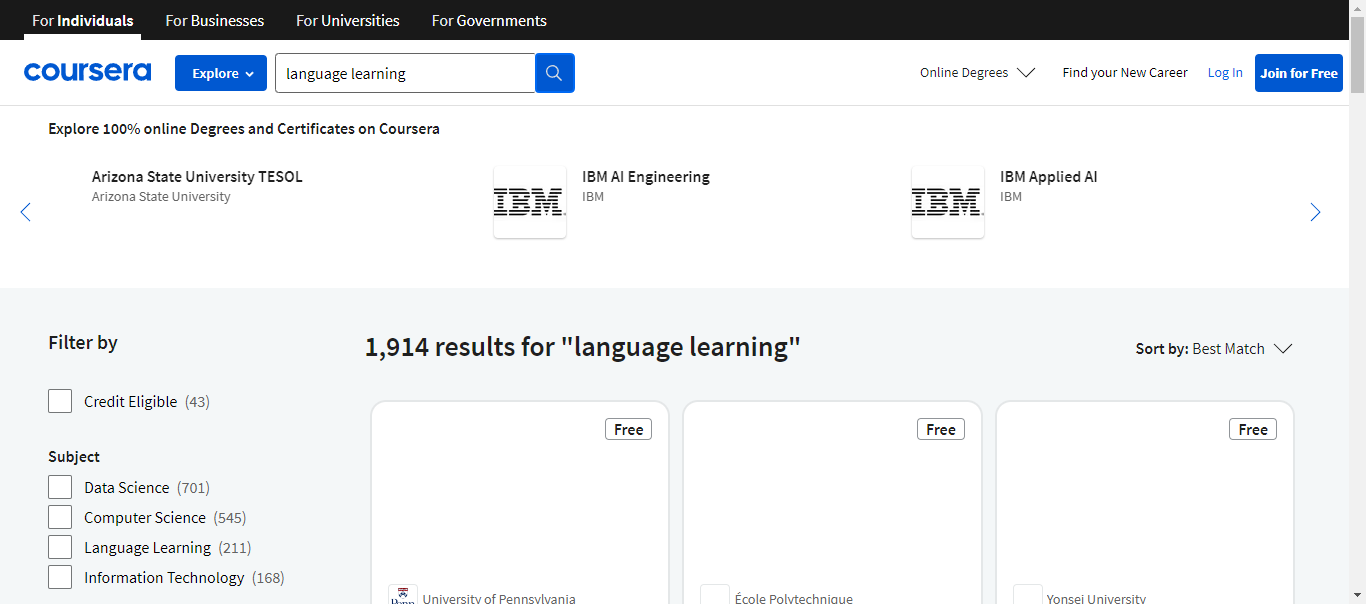 For Individuals For Businesses For Universities For Governments
coursera Explore language learning Online Degrees Find your New Career Log In Join for Free
Explore 100% online Degrees and Certificates on Coursera
Arizona State University TESOL
Arizona State University
IBM
IBM AI Engineering
IBM
IBM
IBM Applied AI
IBM
Filter by
1,914 results for "language learning"
Sort by: Best Match
Credit Eligible (43)
Subject
Data Science (701)
Computer Science (545)
Language Learning (211)
Information Technology (168)
Free
Free
Free
Penn University of Pennsylvania
École Polytechnique
Yonsei University